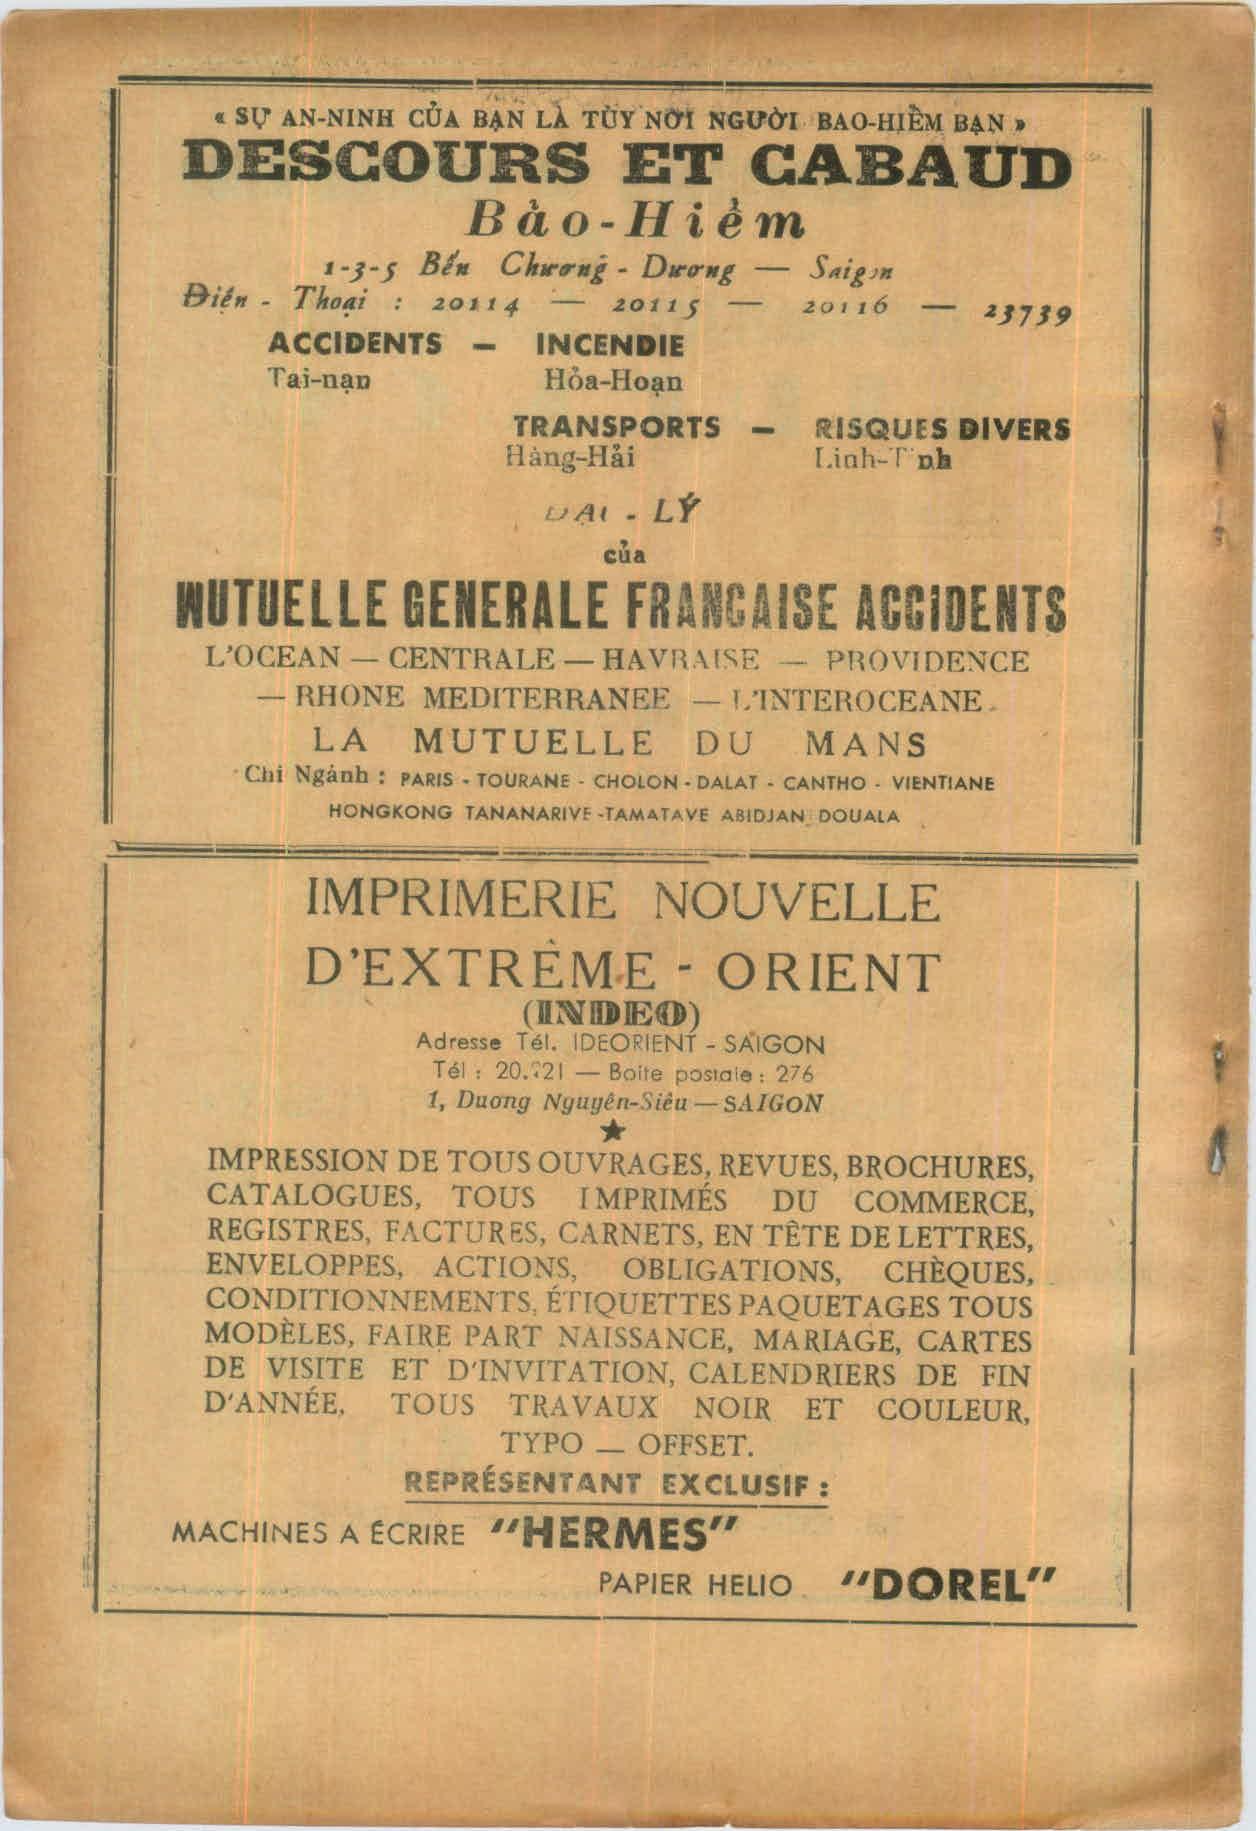 « SỰ AN-NINH CỦA BẠN LÀ TÙY NƠI NGƯỜI BAO-HIỀM BẠN »
DESCOURS ET CABAUD
Bảo-Hiểm
1-3-5 Bến Chương - Dương — Saigon
Điện - Thoại : 20114 — 20115 — 20116 — 23739
ACCIDENTS — INCENDIE
Tai-nạn Hỏa-Hoạn
TRANSPORTS — RISQUES DIVERS
Hàng-Hải Linh-Tinh
ĐẠI - LÝ
của
MUTUELLE GENERALE FRANCAISE ACCIDENTS
L'OCEAN — CENTRALE — HAVRAISE — PROVIDENCE
— RHONE MEDITERRANEE — L'INTEROCEANE
LA MUTUELLE DU MANS
Chi Ngánh : PARIS - TOURANE - CHOLON - DALAT - CANTHO - VIENTIANE
HONGKONG TANANARIVE -TAMATAVE ABIDJAN DOUALA
IMPRIMERIE NOUVELLE
D'EXTRÊME - ORIENT
(INDEO)
Adresse Tél. IDEORIENT - SAIGON
Tél : — Boite postale : 276
1, Duong Nguyên-Siêu — SAIGON
★
IMPRESSION DE TOUS OUVRAGES, REVUES, BROCHURES,
CATALOGUES, TOUS IMPRIMÉS DU COMMERCE,
REGISTRES, FACTURES, CARNETS, EN TÊTE DE LETTRES,
ENVELOPPES, ACTIONS, OBLIGATIONS, CHÈQUES,
CONDITIONNEMENTS, ÉTIQUETTES PAQUETAGES TOUS
MODÈLES, FAIRE PART NAISSANCE, MARIAGE, CARTES
DE VISITE ET D'INVITATION, CALENDRIERS DE FIN
D'ANNÉE, TOUS TRAVAUX NOIR ET COULEUR,
TYPO — OFFSET.
REPRÉSENTANT EXCLUSIF :
MACHINES A ÉCRIRE "HERMES"
PAPIER HELIO "DOREL"